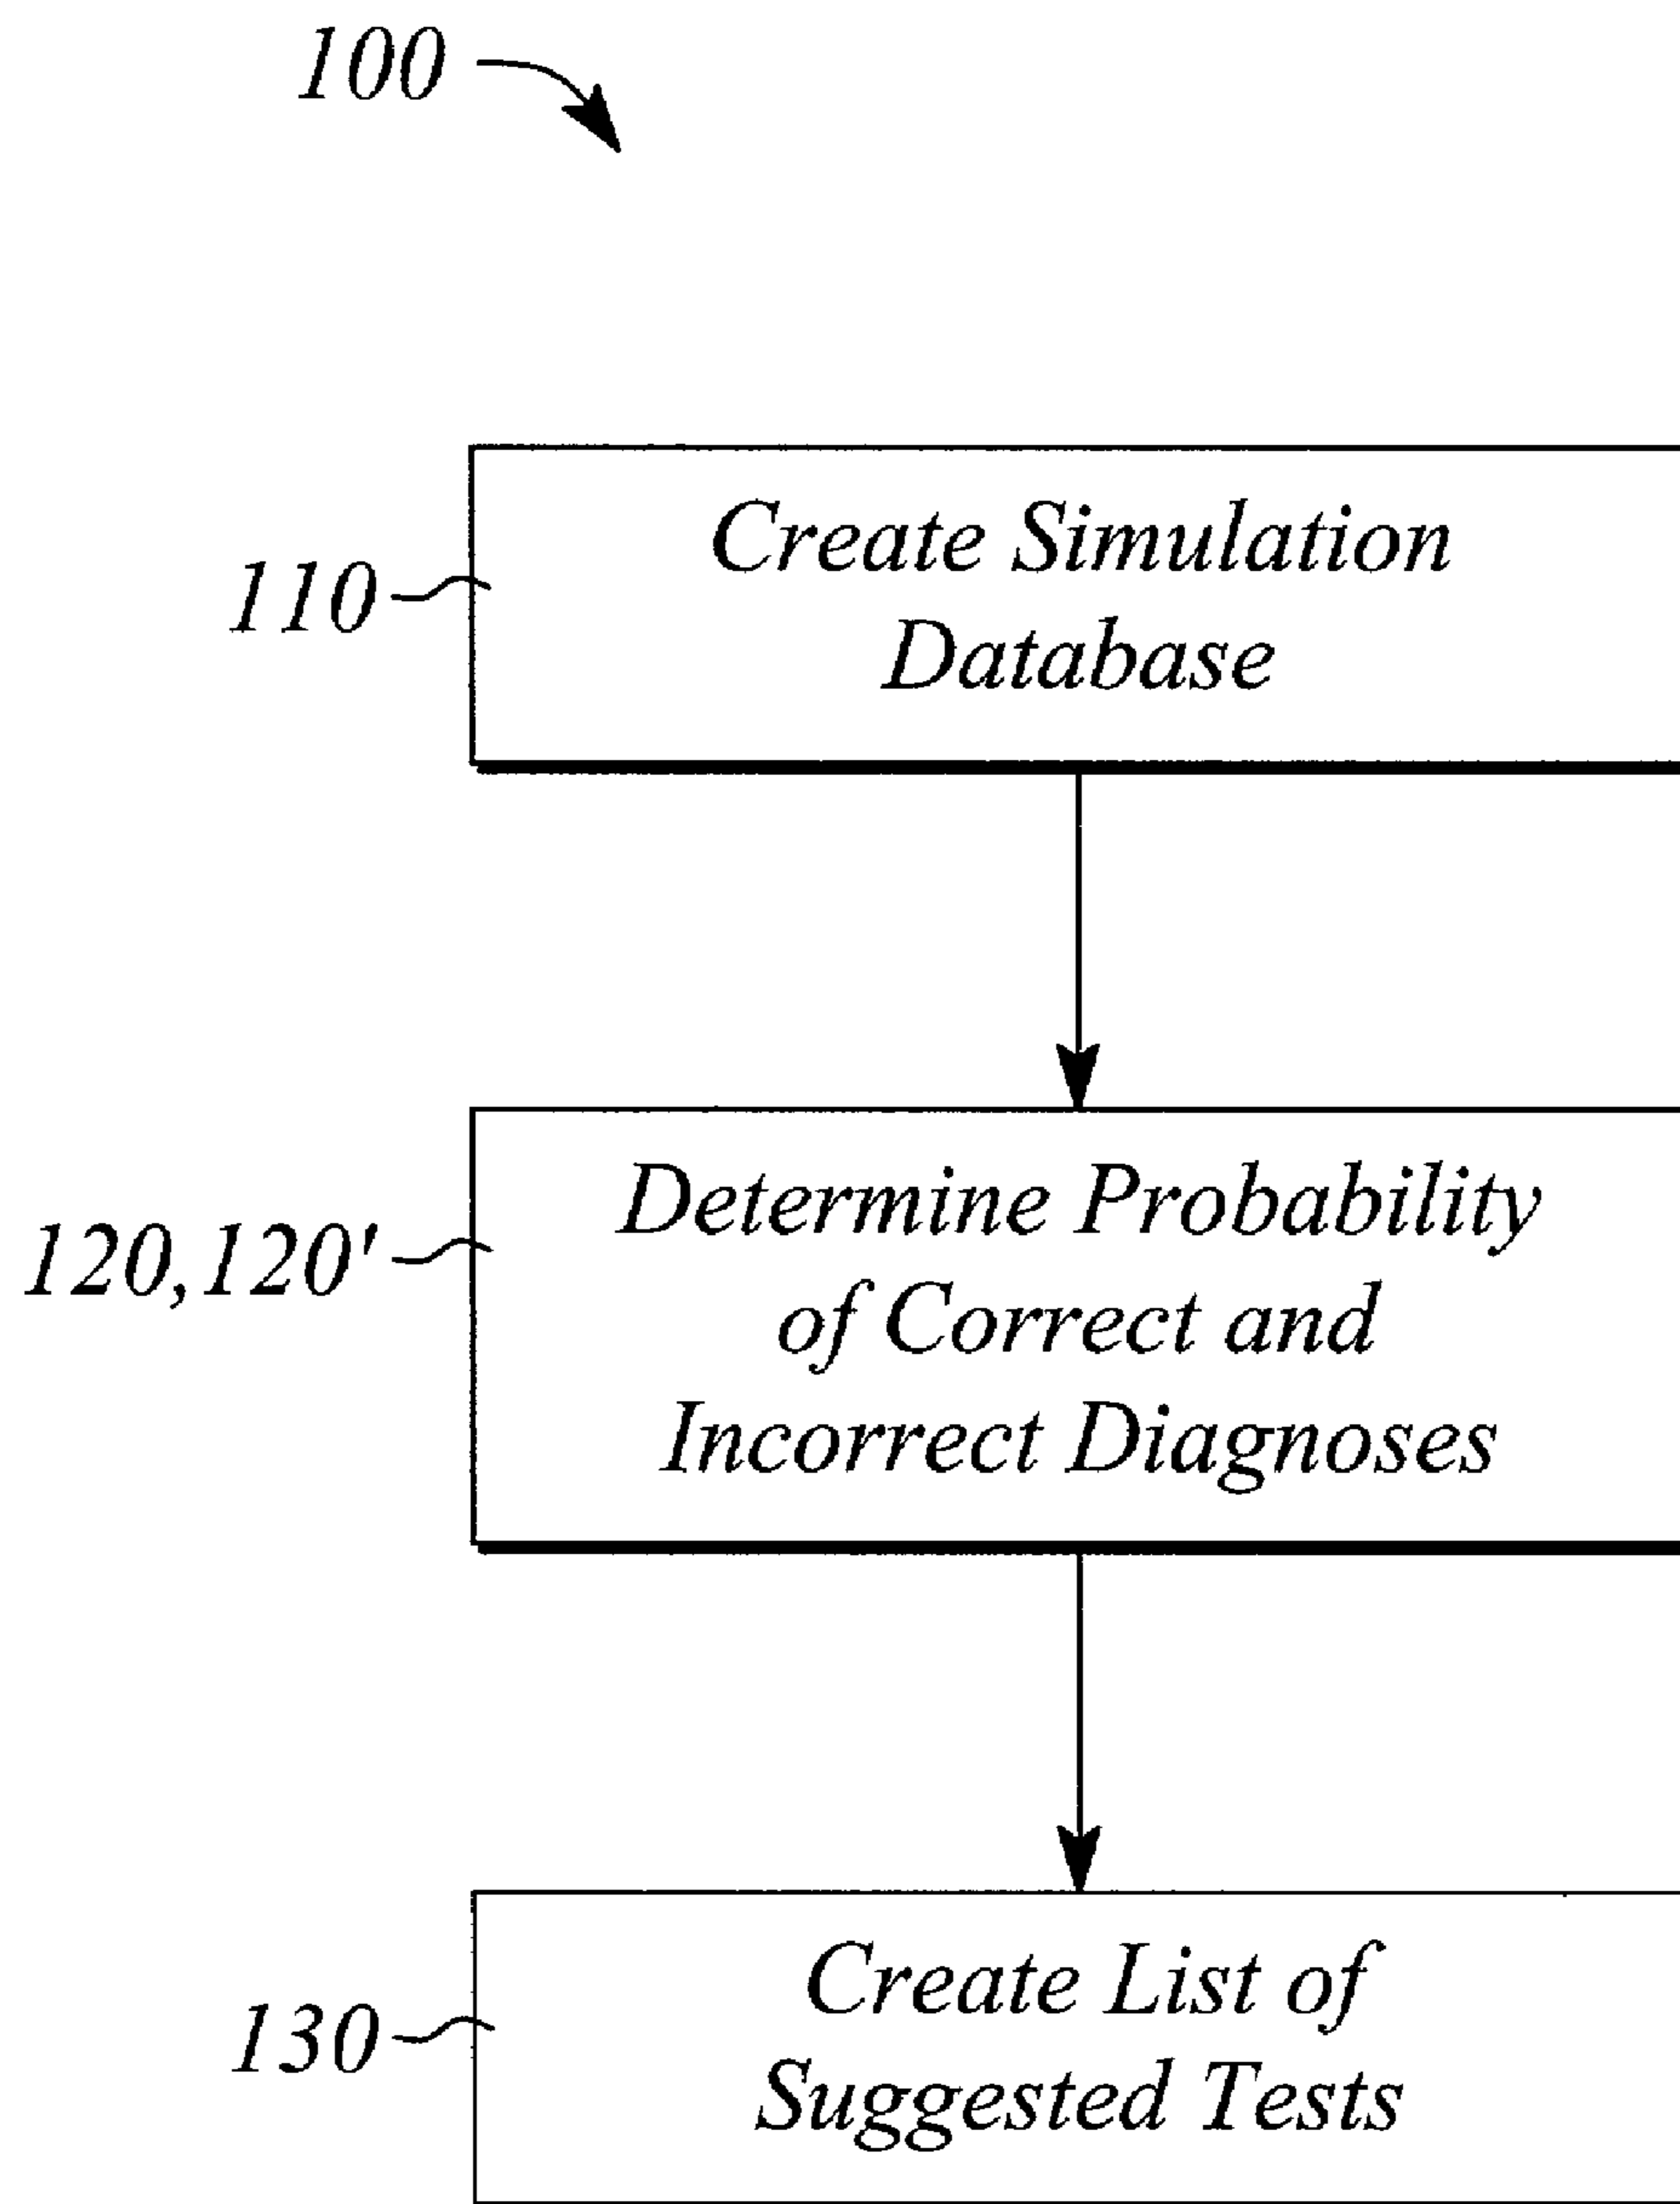 100
110
Create Simulation
Database
120,120'
Determine Probability
of Correct and
Incorrect Diagnoses
130
Create List of
Suggested Tests